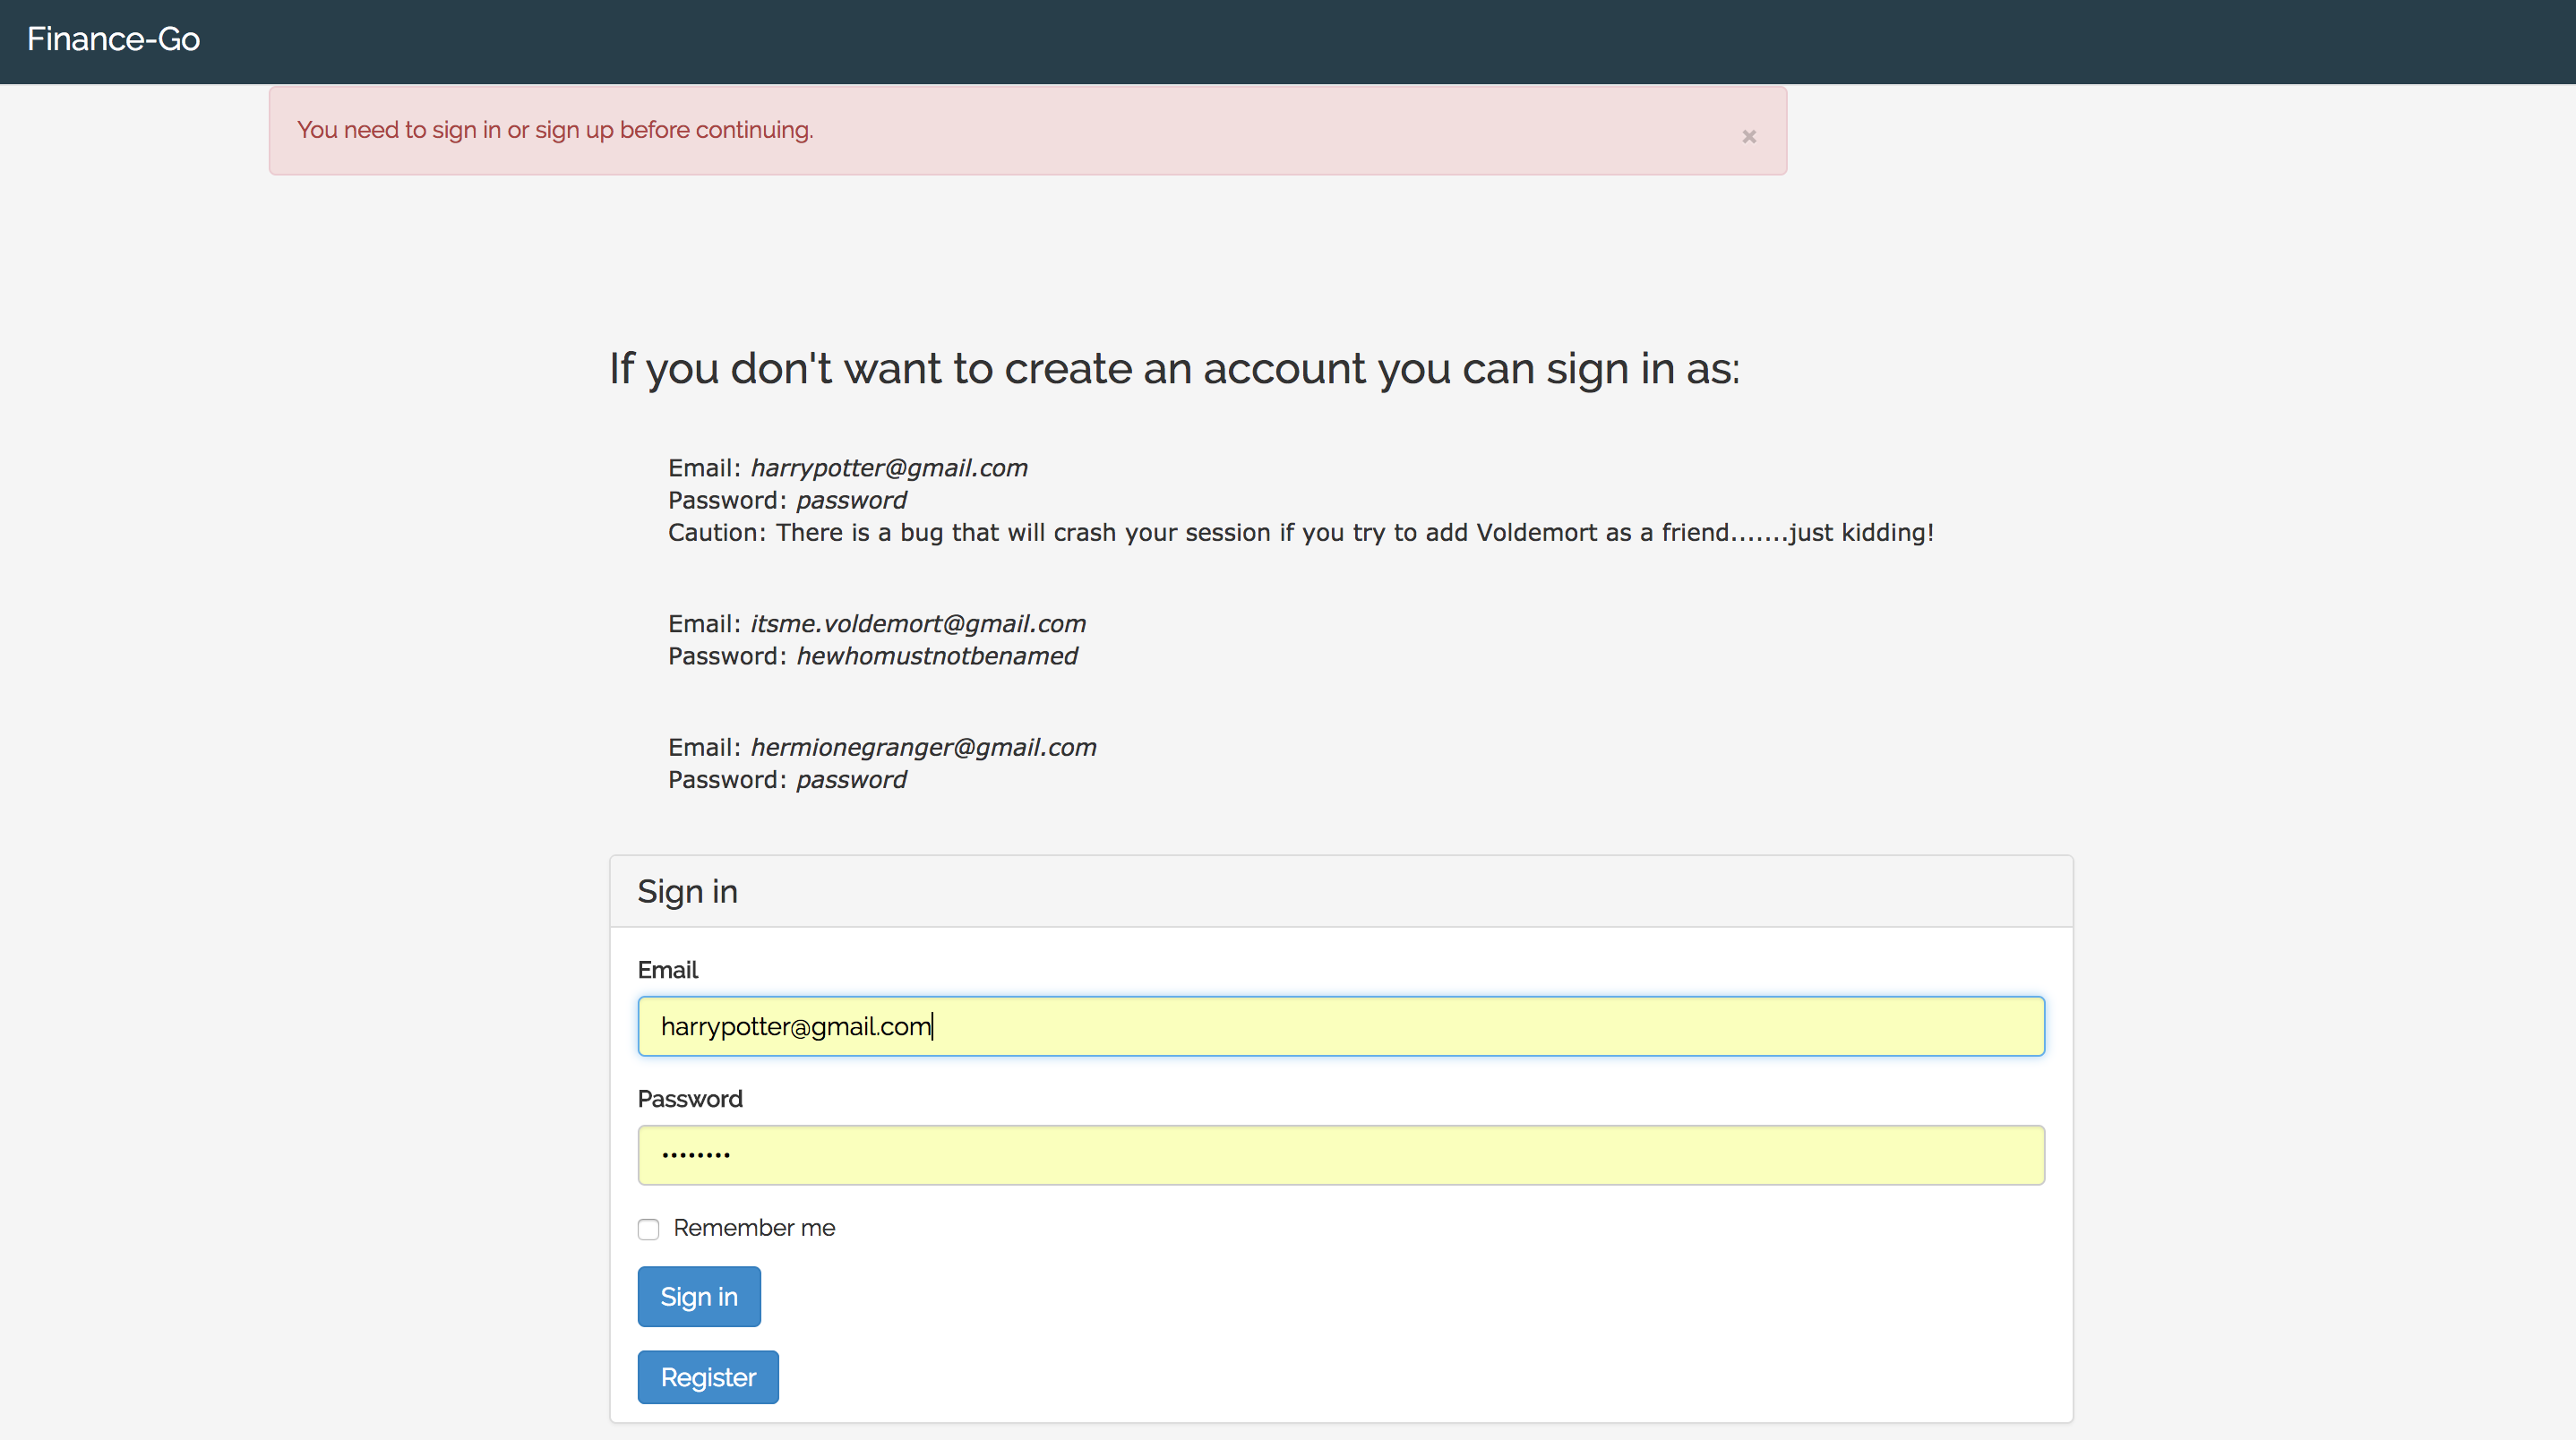 Finance-Go
You need to sign in or sign up before continuing.
×
If you don't want to create an account you can sign in as:
Email: harrypotter@gmail.com
Password: password
Caution: There is a bug that will crash your session if you try to add Voldemort as a friend.......just kidding!
Email: itsme.voldemort@gmail.com
Password: hewhomustnotbenamed
Email: hermionegranger@gmail.com
Password: password
Sign in
Email
harrypotter@gmail.com
Password
••••••••
Remember me
Sign in
Register